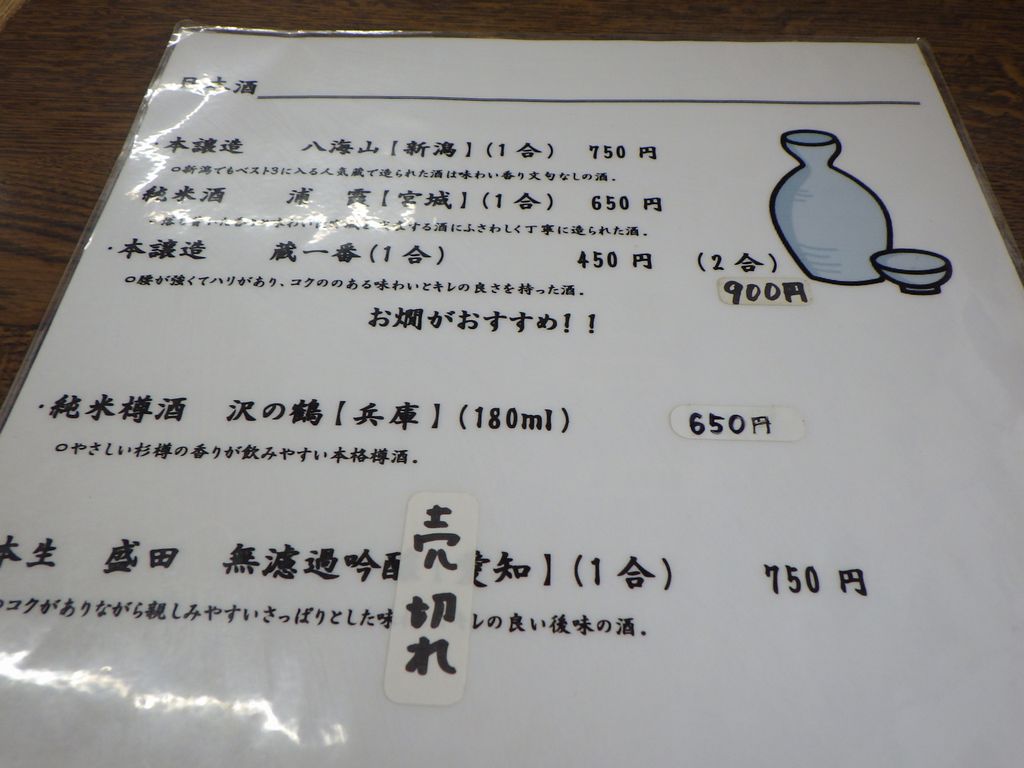 日本酒
・本譲造 八海山【新潟】(1合) 750円
○新潟でもベスト3に入る人気蔵で造られた酒は味わい香り文句なしの酒.
純米酒 浦霞【宮城】(1合) 650円
する酒にふさわしく丁寧に造られた酒.
・本譲造 蔵一番(1合) 450円 (2合) 900円
○腰が強くてハリがあり、コクののある味わいとキレの良さを持った酒.
お燗がおすすめ!!
・純米樽酒 沢の鶴【兵庫】(180ml) 650円
○やさしい杉樽の香りが飲みやすい本格樽酒.
本生 盛田 無濾過吟 知】(1合) 750円
○コクがありながら親しみやすいさっぱりとした味 レの良い後味の酒.
売切れ